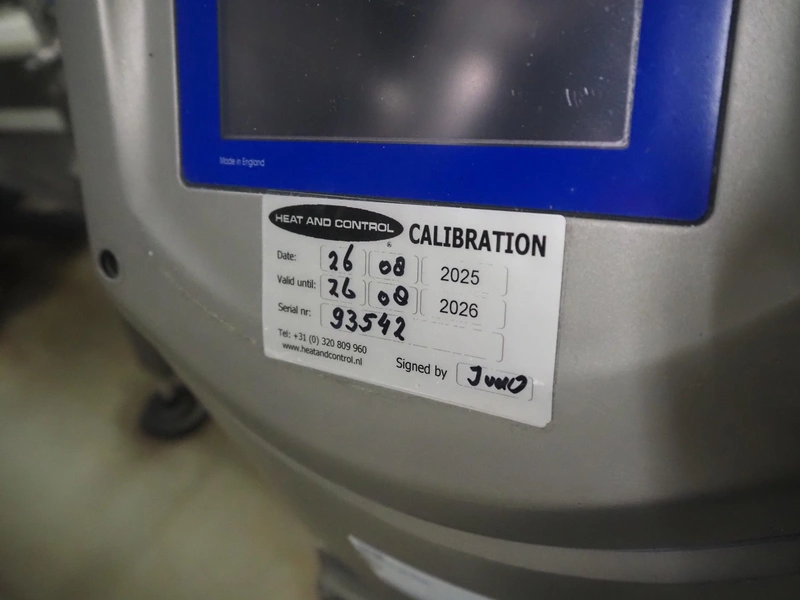 Made in England
HEAT AND CONTROL
®
CALIBRATION
Date: 26 08 2025
Valid until: 26 08 2026
Serial nr: 93542
Tel: +31 (0) 320 809 960
www.heatandcontrol.nl
Signed by